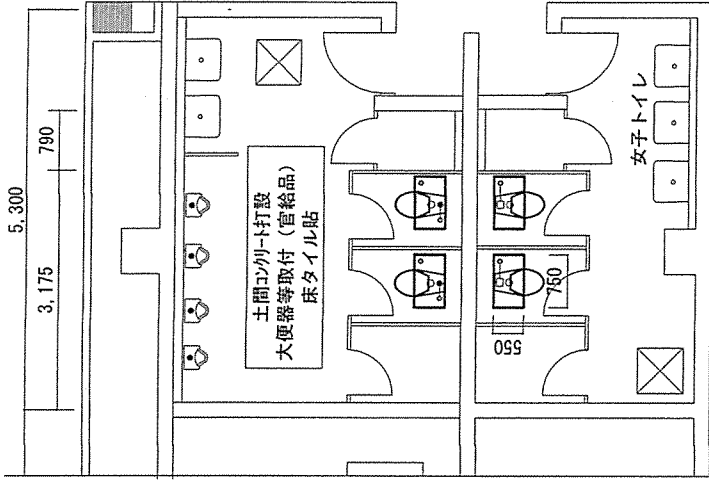 5,300
790
3,175
土間コンクリート打設
大便器等取付（官給品）
床タイル貼
女子トイレ
750
550